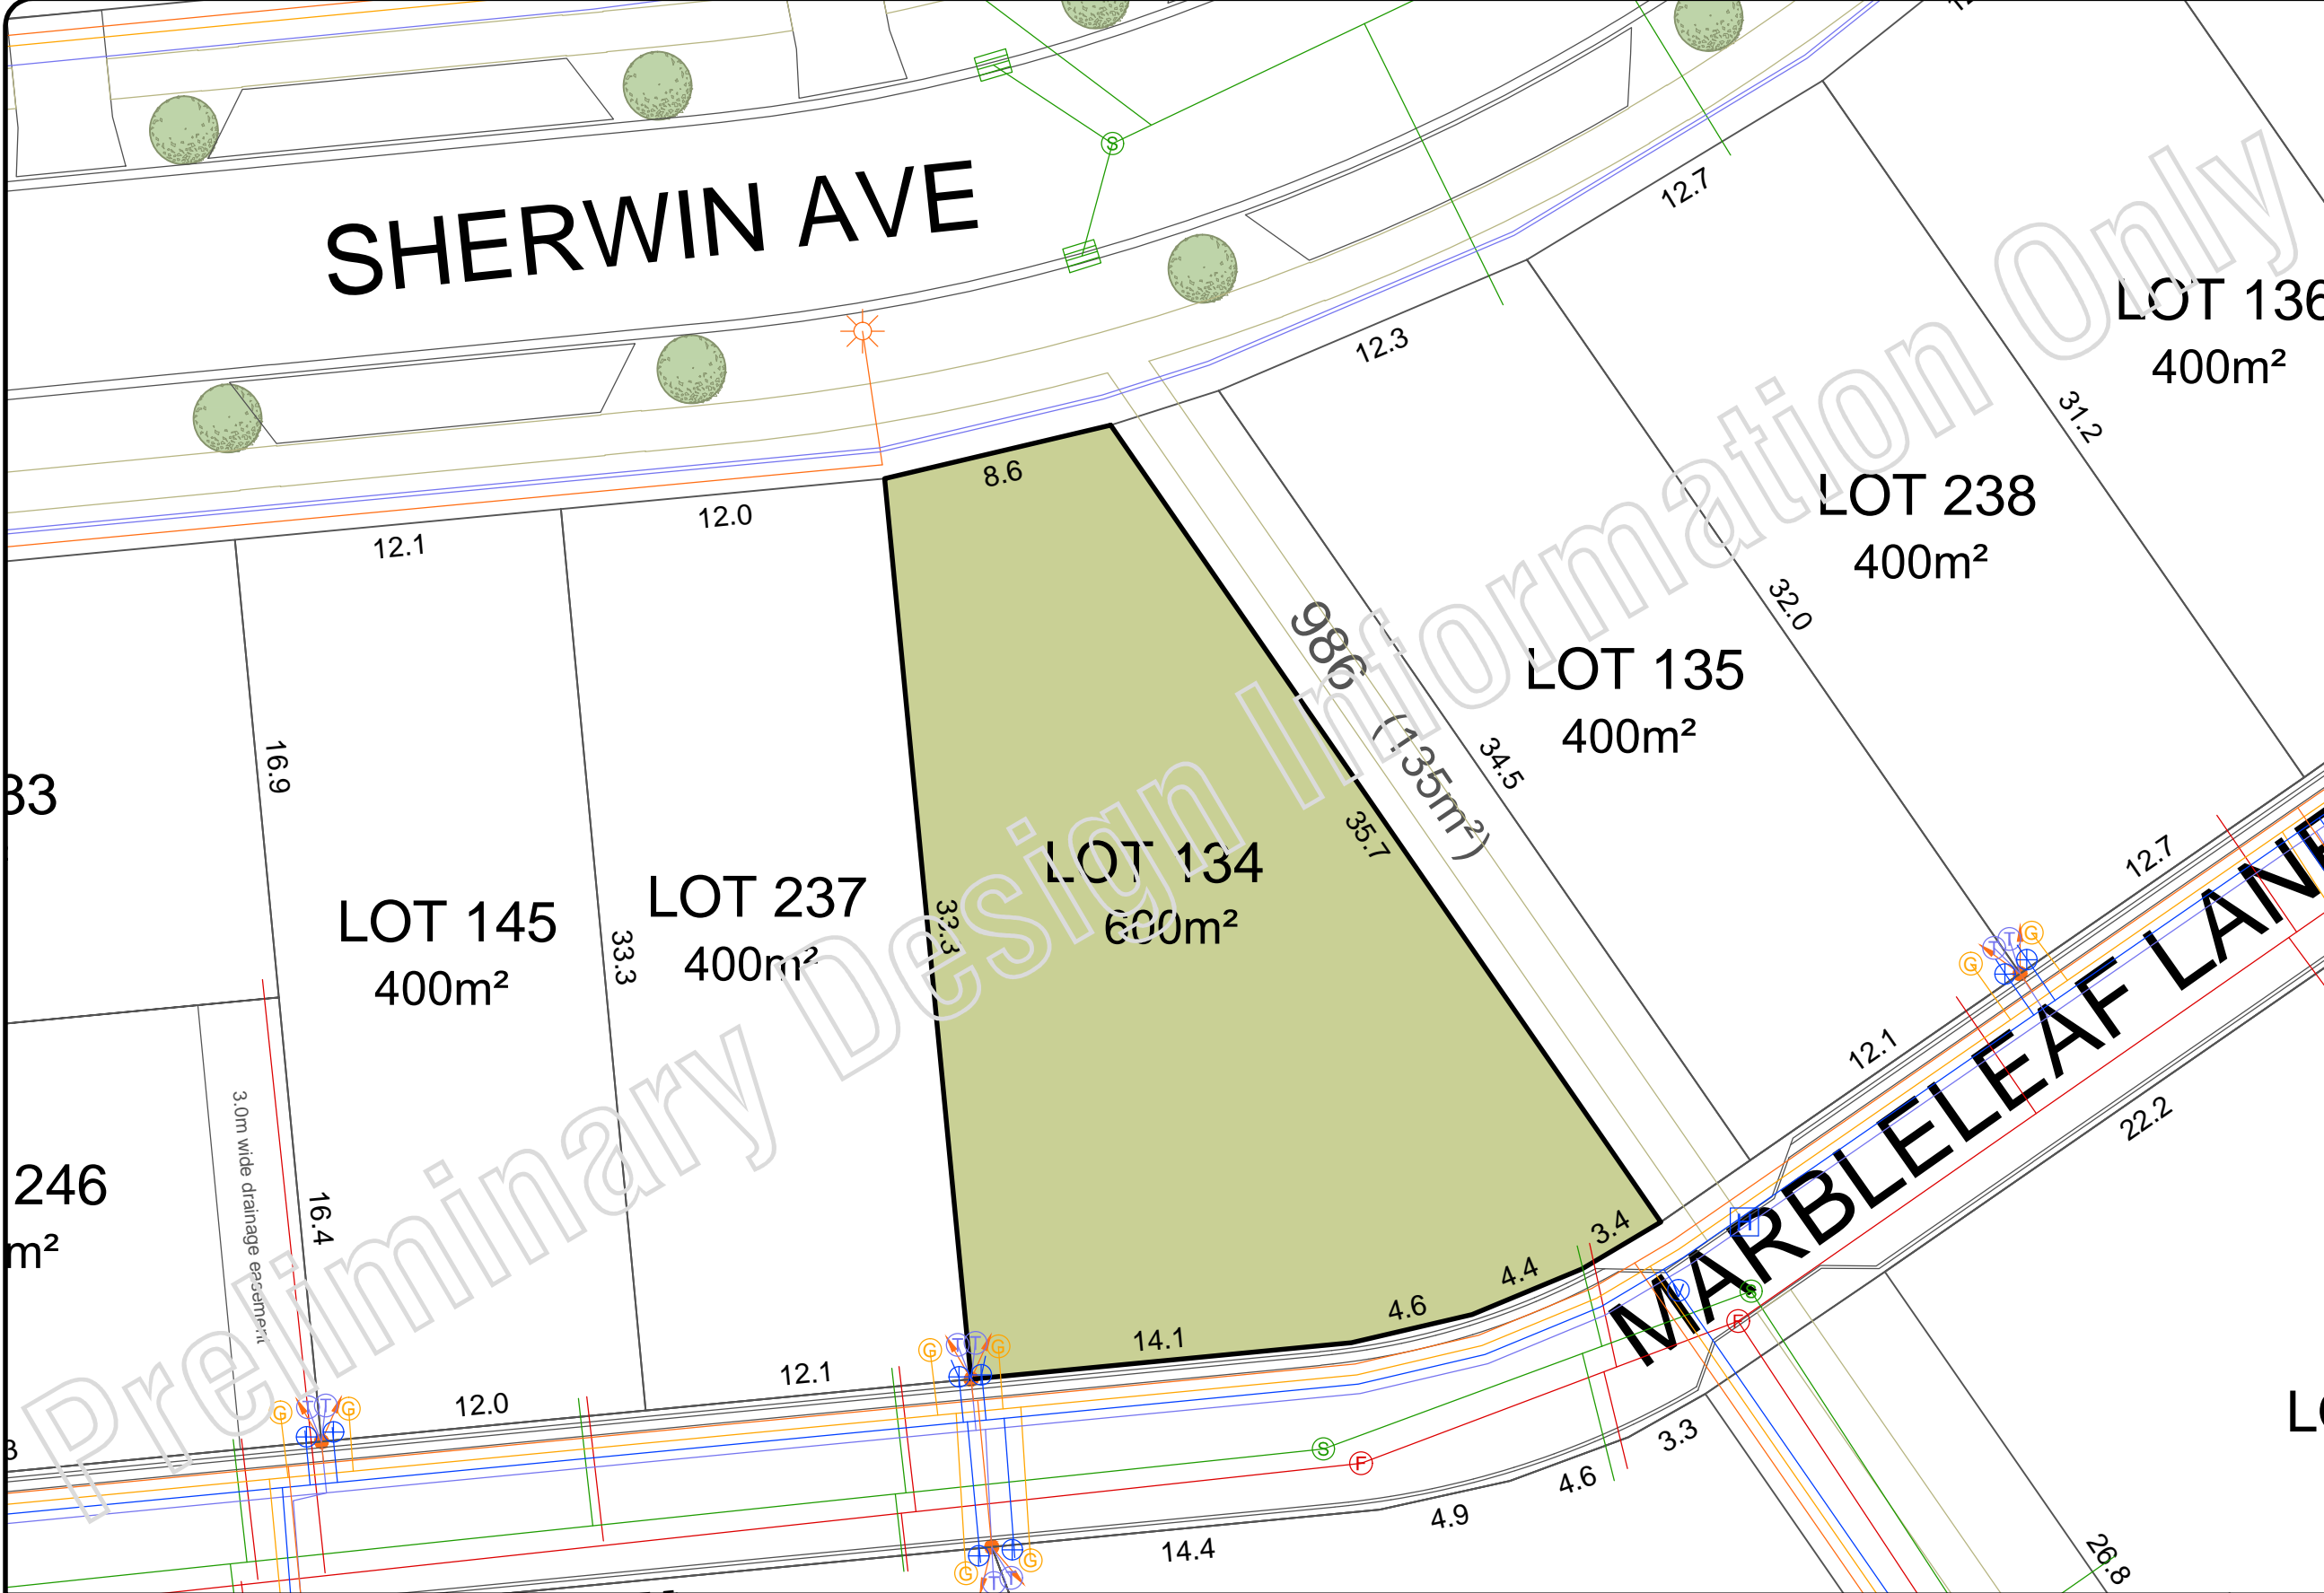 SHERWIN AVE
12.7
12.3
8.6
12.0
12.1
LOT 136
400m²
31.2
LOT 238
400m²
32.0
LOT 135
400m²
34.5
986 (135m²)
35.7
LOT 134
600m²
33.3
LOT 237
400m²
33.3
LOT 145
400m²
16.9
33
246
m²
3.0m wide drainage easement
16.4
12.0
12.1
14.1
4.6
4.4
3.4
12.1
12.7
MARBLELEAF LANE
22.2
3.3
4.6
4.9
14.4
26.8
Preliminary Design Information Only
G
T
T
G
G
T
T
G
G
T
T
G
G
T
T
G
S
S
S
F
F
H
V